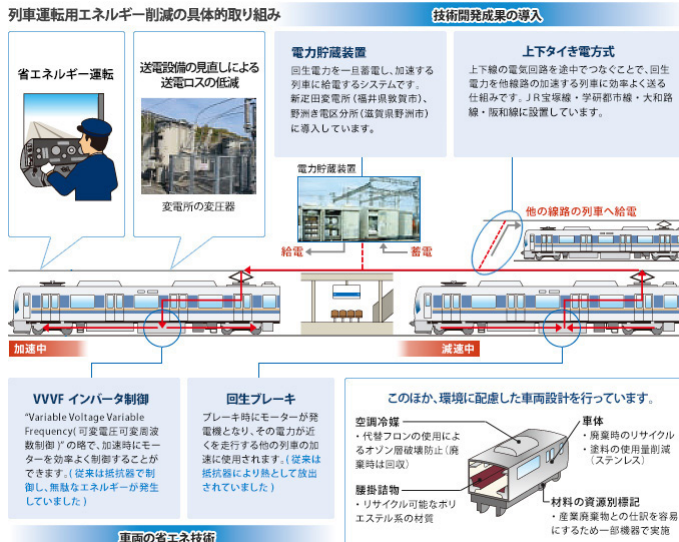 列車運転用エネルギー削減の具体的取り組み
技術開発成果の導入
省エネルギー運転
送電設備の見直しによる
送電ロスの低減
変電所の変圧器
電力貯蔵装置
回生電力を一旦蓄電し、加速する
列車に給電するシステムです。
新疋田変電所(福井県敦賀市)、
野洲き電区分所(滋賀県野洲市)
に導入しています。
上下タイき電方式
上下線の電気回路を途中でつなぐことで、回生
電力を他線路の加速する列車に効率よく送る
仕組みです。JR宝塚線・学研都市線・大和路
線・阪和線に設置しています。
電力貯蔵装置
給電
蓄電
他の線路の列車へ給電
加速中
減速中
VVVF インバータ制御
“Variable Voltage Variable
Frequency(可変電圧可変周波
数制御)”の略で、加速時にモー
ターを効率よく制御することが
できます。(従来は抵抗器で制
御し、無駄なエネルギーが発生
していました)
回生ブレーキ
ブレーキ時にモーターが発
電機となり、その電力が近
くを走行する他の列車の加
速に使用されます。(従来は
抵抗器により熱として放出
されていました)
このほか、環境に配慮した車両設計を行っています。
空調冷媒
・代替フロンの使用によ
るオゾン層破壊防止(廃
棄時は回収)
腰掛詰物
・リサイクル可能なポリ
エステル系の材質
車体
・廃棄時のリサイクル
・塗料の使用量削減
(ステンレス)
材料の資源別標記
・産業廃棄物との仕訳を容易
にするため一部機器で実施
車両の省エネ技術